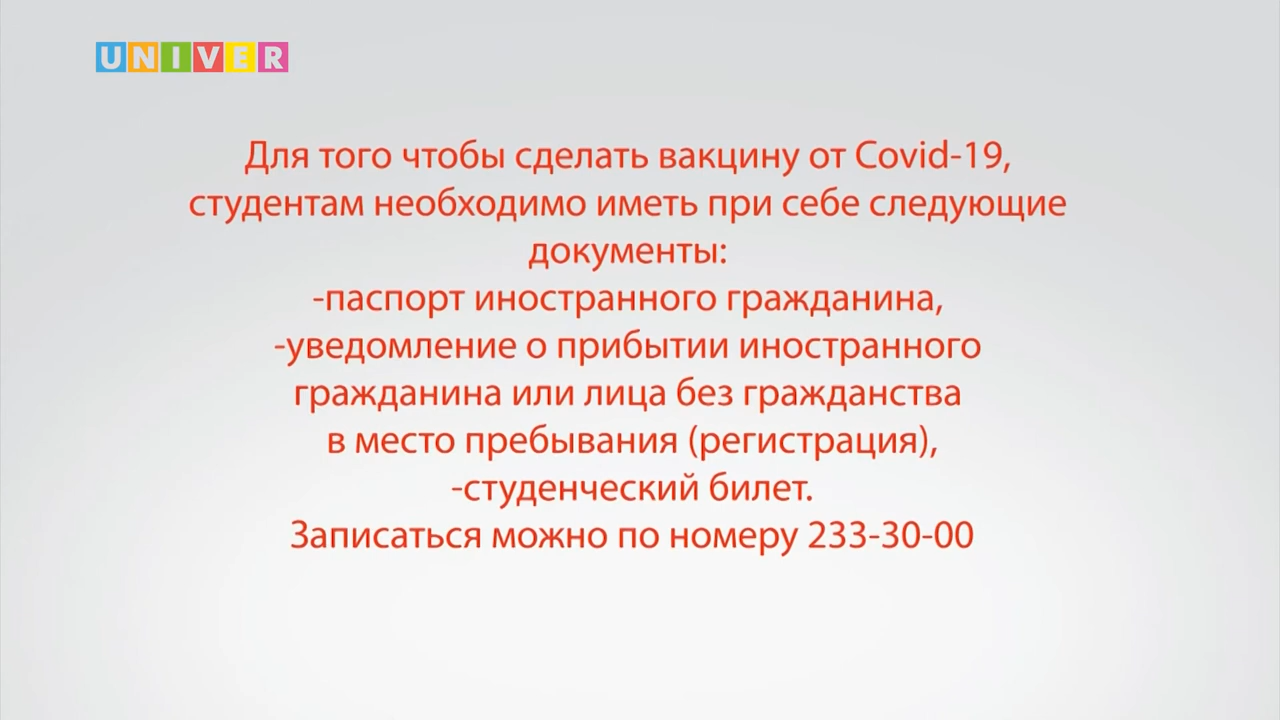 UNIVER
Для того чтобы сделать вакцину от Covid-19,
студентам необходимо иметь при себе следующие
документы:
-паспорт иностранного гражданина,
-уведомление о прибытии иностранного
гражданина или лица без гражданства
в место пребывания (регистрация),
-студенческий билет.
Записаться можно по номеру 233-30-00